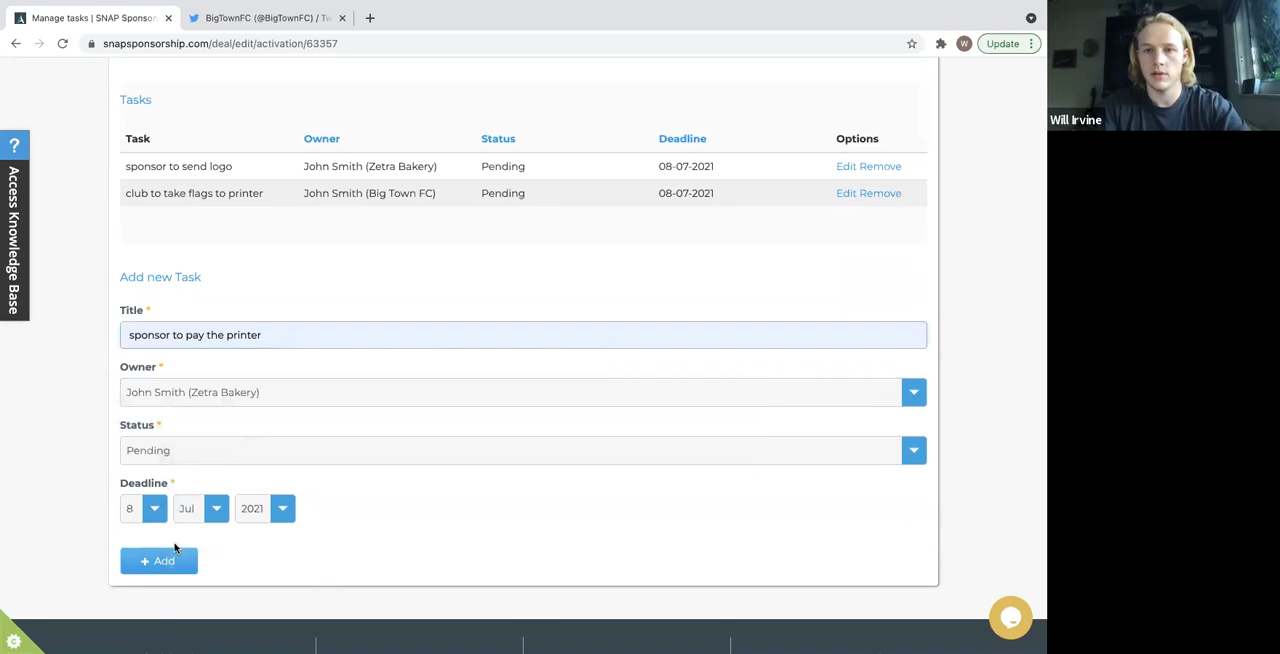 Manage tasks | SNAP Sponsor
BigTownFC (@BigTownFC) / Tw
snapsponsorship.com/deal/edit/activation/63357
W
Update
Will Irvine
? Access Knowledge Base
Tasks
Task Owner Status Deadline Options
sponsor to send logo John Smith (Zetra Bakery) Pending 08-07-2021 Edit Remove
club to take flags to printer John Smith (Big Town FC) Pending 08-07-2021 Edit Remove
Add new Task
Title *
sponsor to pay the printer
Owner *
John Smith (Zetra Bakery)
Status *
Pending
Deadline *
8 Jul 2021
+ Add